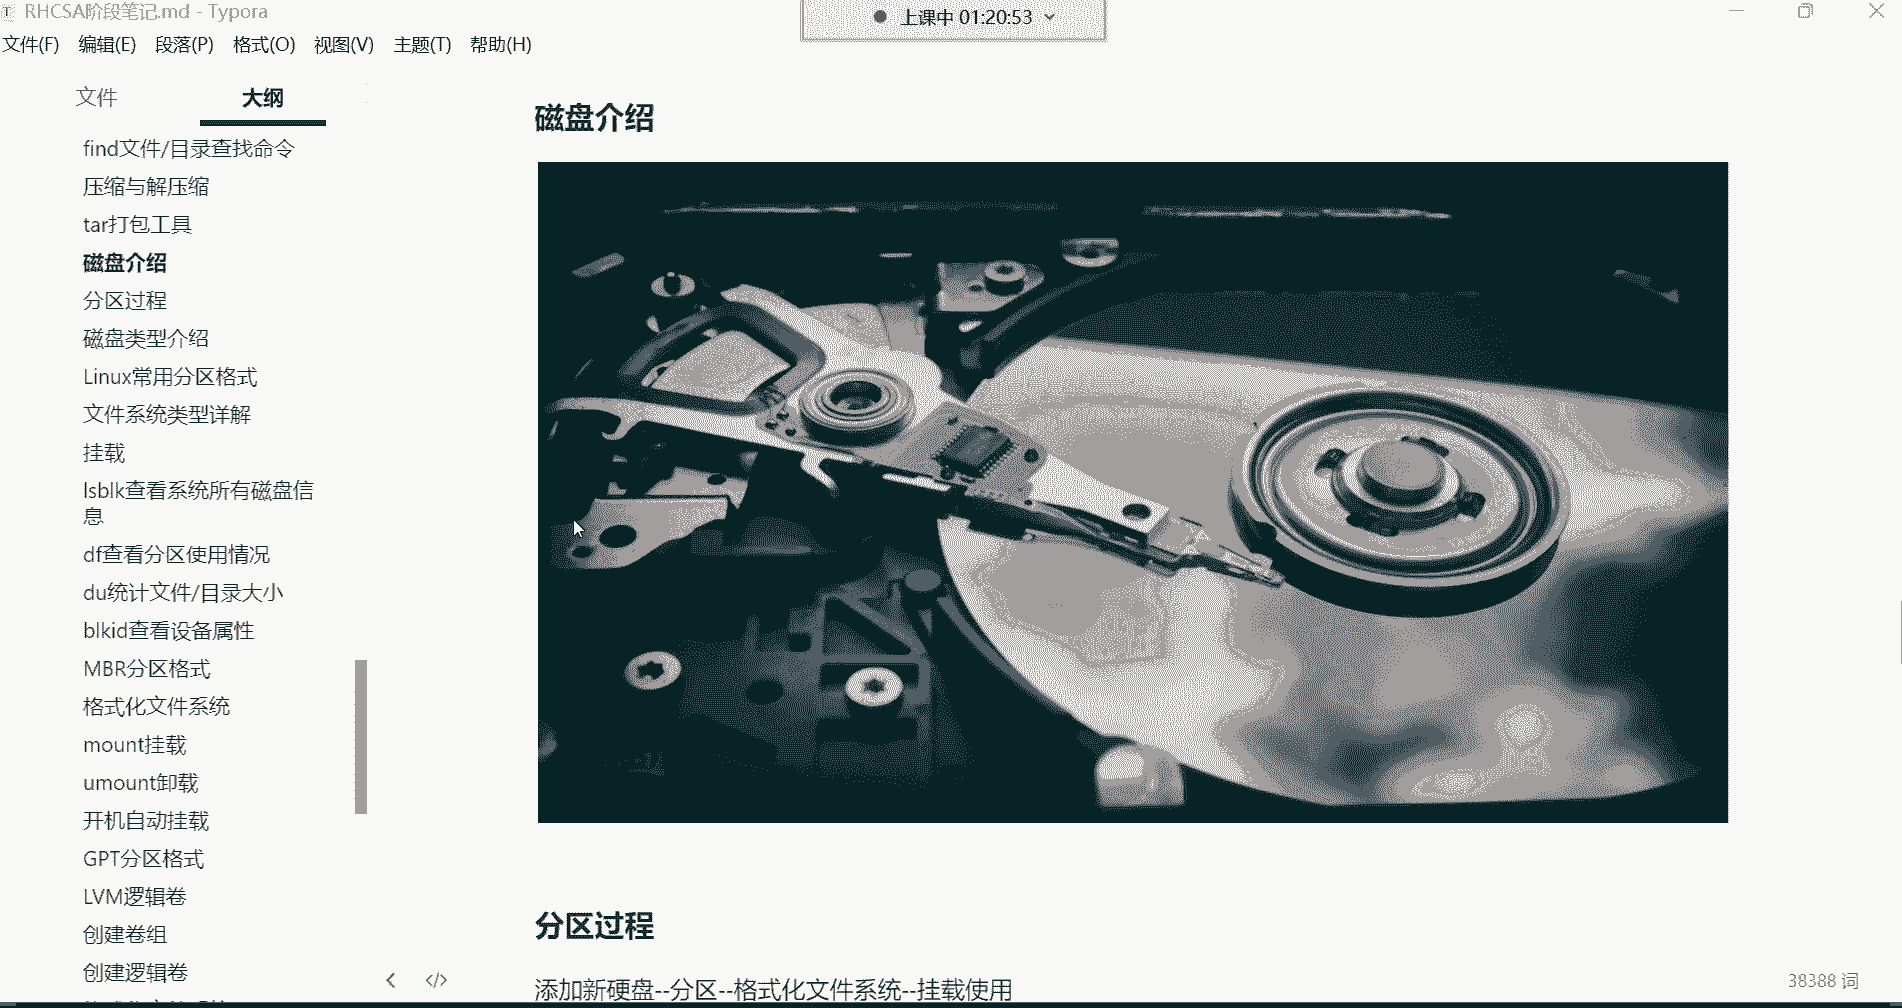 RHCSA阶段笔记.md - Typora
上课中 01:20:53
文件(F) 编辑(E) 段落(P) 格式(O) 视图(V) 主题(T) 帮助(H)
文件 大纲
find文件/目录查找命令
压缩与解压缩
tar打包工具
磁盘介绍
分区过程
磁盘类型介绍
Linux常用分区格式
文件系统类型详解
挂载
lsblk查看系统所有磁盘信
息
df查看分区使用情况
du统计文件/目录大小
blkid查看设备属性
MBR分区格式
格式化文件系统
mount挂载
umount卸载
开机自动挂载
GPT分区格式
LVM逻辑卷
创建卷组
创建逻辑卷
磁盘介绍
分区过程
添加新硬盘--分区--格式化文件系统--挂载使用
38388 词